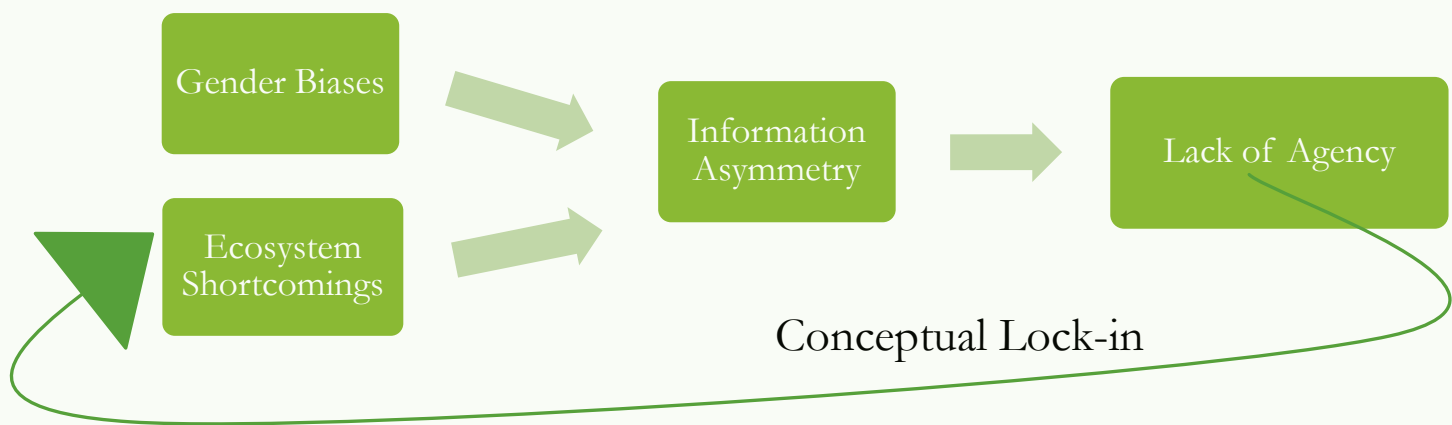 Gender Biases
Ecosystem
Shortcomings
Information
Asymmetry
Lack of Agency
Conceptual Lock-in